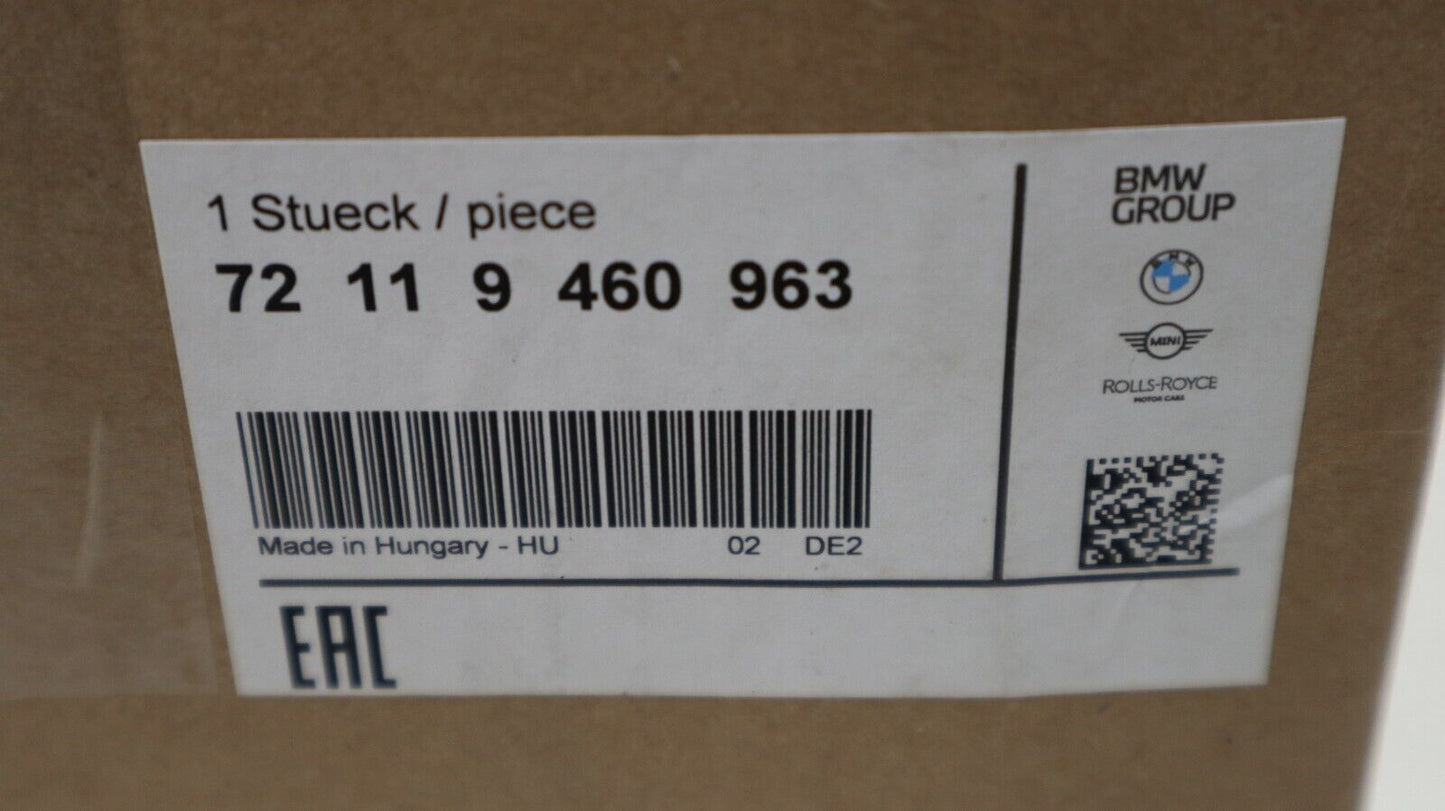 1 Stueck / piece
72 11 9 460 963
Made in Hungary - HU 02 DE2
EAC
BMW
GROUP
BMW
MINI
ROLLS-ROYCE
MOTOR CARS